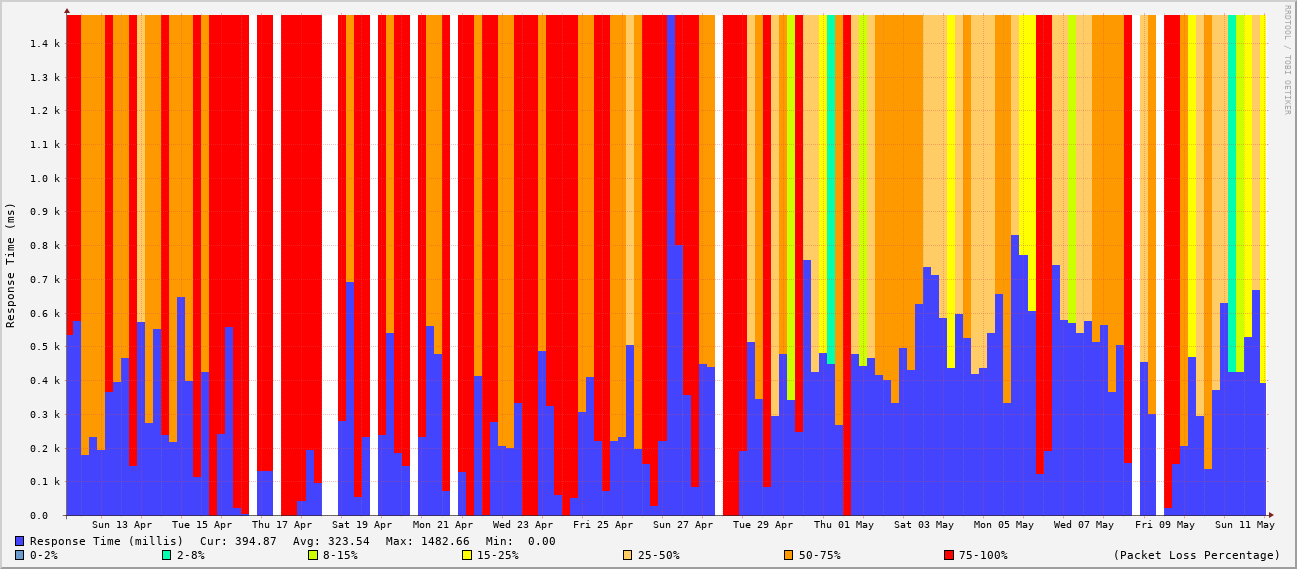 RRDTOOL / TOBI OETIKER
Response Time (ms)
1.4 k
1.3 k
1.2 k
1.1 k
1.0 k
0.9 k
0.8 k
0.7 k
0.6 k
0.5 k
0.4 k
0.3 k
0.2 k
0.1 k
0.0
Sun 13 Apr Tue 15 Apr Thu 17 Apr Sat 19 Apr Mon 21 Apr Wed 23 Apr Fri 25 Apr Sun 27 Apr Tue 29 Apr Thu 01 May Sat 03 May Mon 05 May Wed 07 May Fri 09 May Sun 11 May
Response Time (millis) Cur: 394.87 Avg: 323.54 Max: 1482.66 Min: 0.00
0-2% 2-8% 8-15% 15-25% 25-50% 50-75% 75-100% (Packet Loss Percentage)